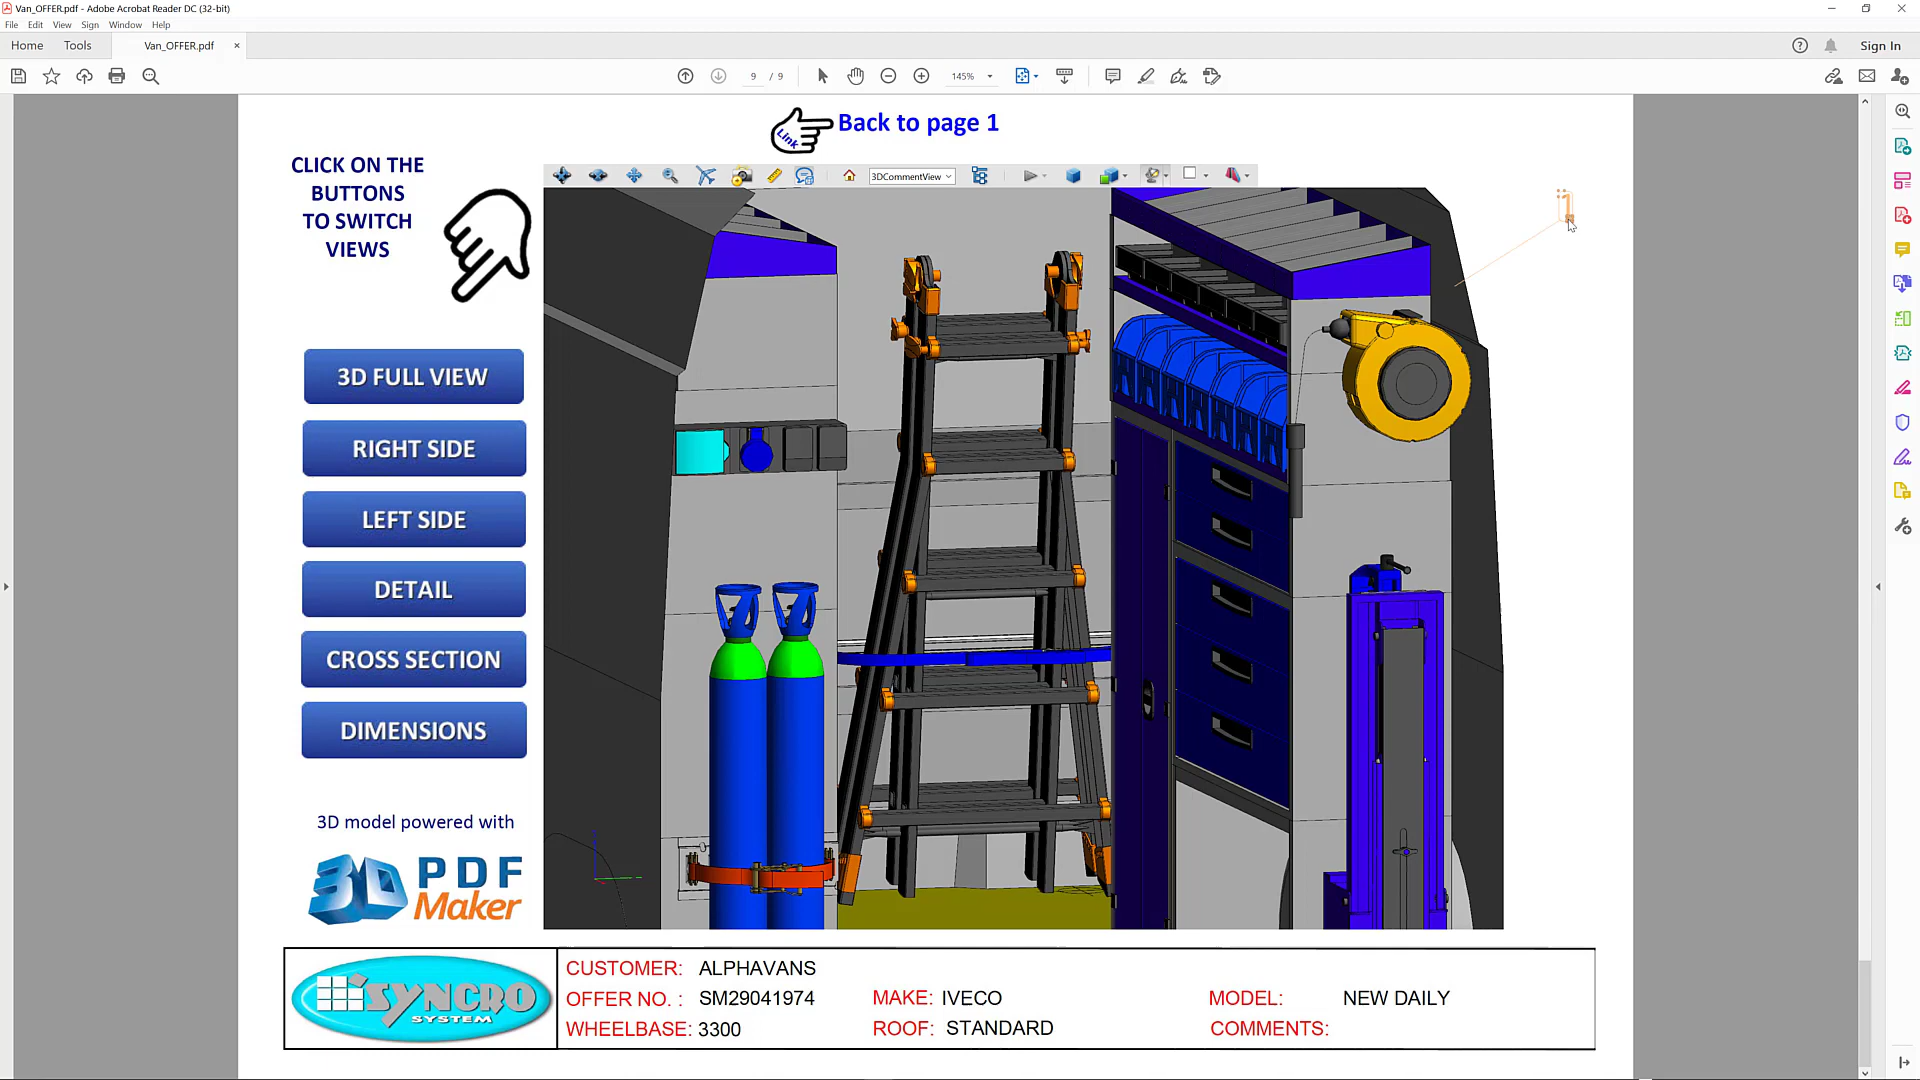 Van_OFFER.pdf - Adobe Acrobat Reader DC (32-bit)
File Edit View Sign Window Help
Home Tools Van_OFFER.pdf × Sign In
9 / 9 145%
Link
Back to page 1
CLICK ON THE
BUTTONS
TO SWITCH
VIEWS
3DCommentView
3D FULL VIEW
RIGHT SIDE
LEFT SIDE
DETAIL
CROSS SECTION
DIMENSIONS
3D model powered with
3D PDF
Maker
SYNCRO
SYSTEM
CUSTOMER: ALPHAVANS
OFFER NO. : SM29041974 MAKE: IVECO MODEL: NEW DAILY
WHEELBASE: 3300 ROOF: STANDARD COMMENTS: